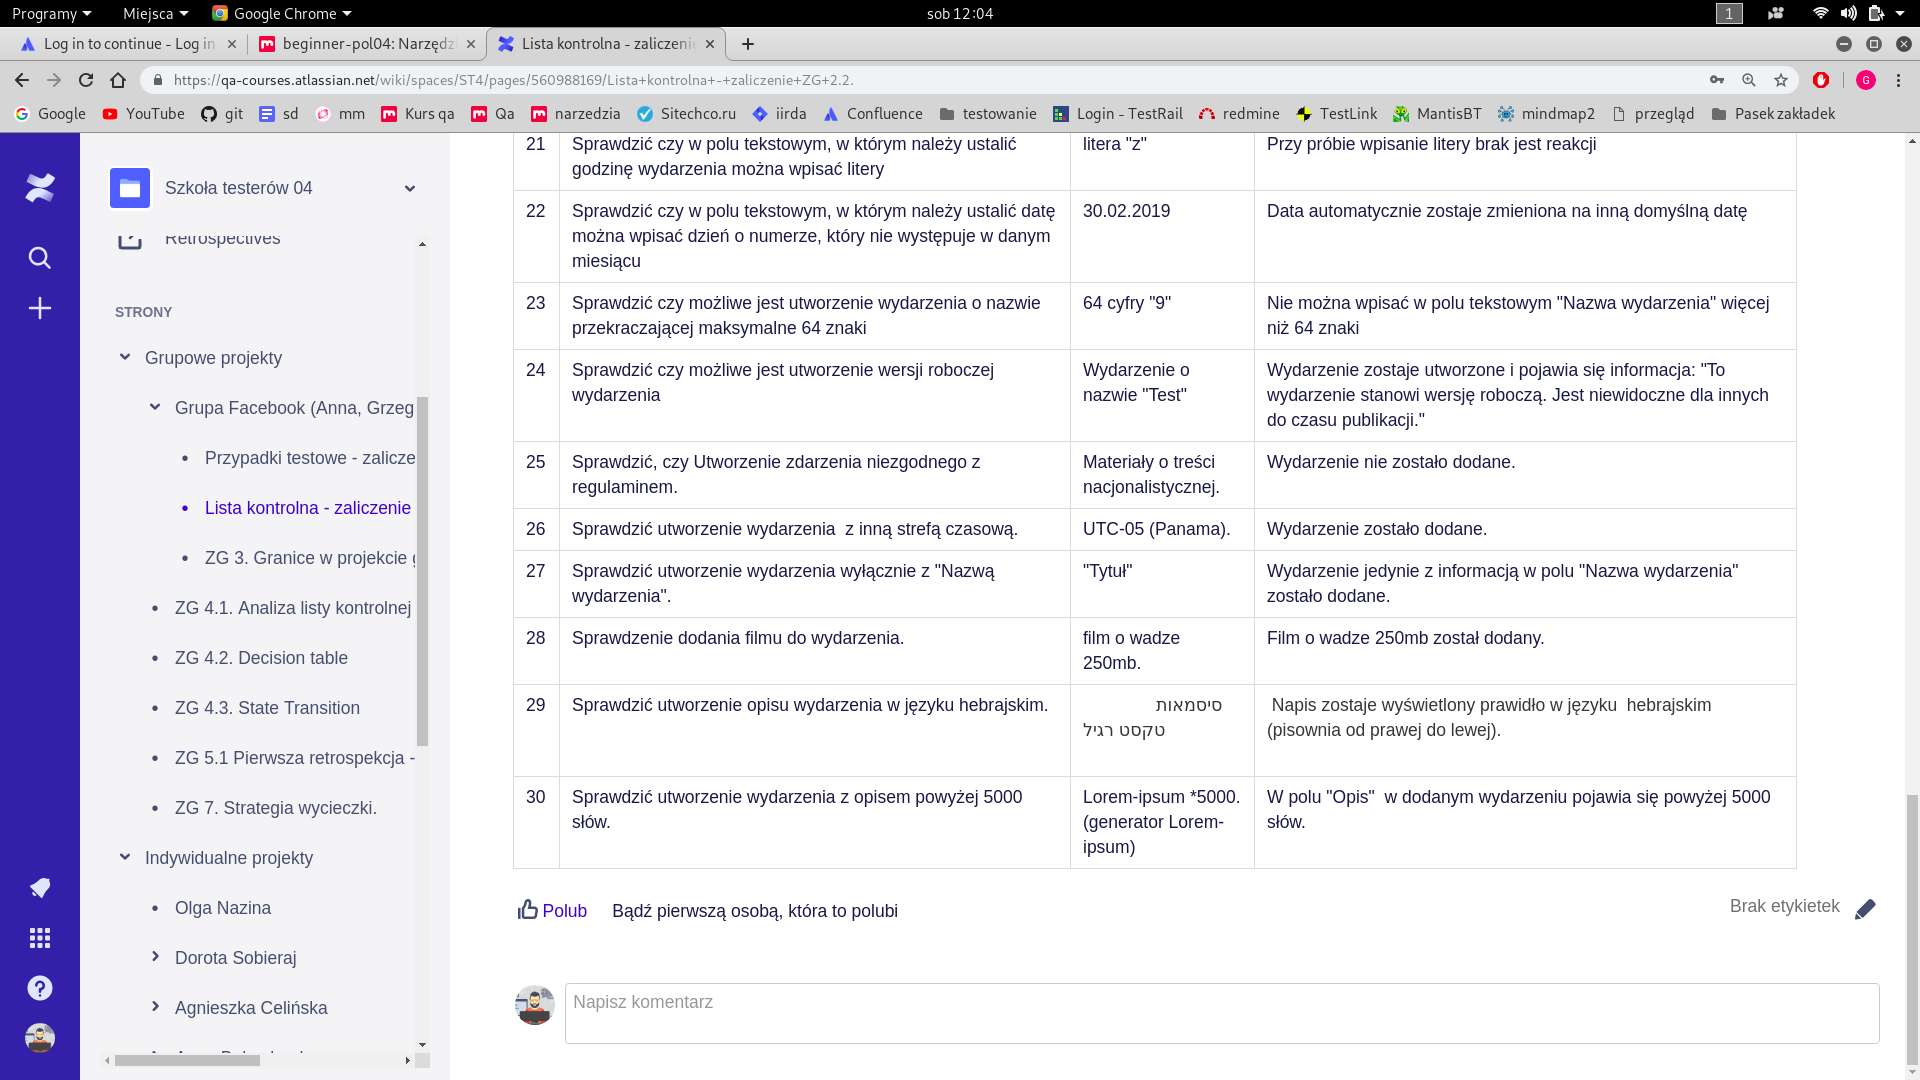 Programy Miejsca Google Chrome sob 12:04 1
Log in to continue - Log in beginner-pol04: Narzędzi Lista kontrolna - zaliczenie
https://qa-courses.atlassian.net/wiki/spaces/ST4/pages/560988169/Lista+kontrolna+-+zaliczenie+ZG+2.2. G
Google YouTube git sd mm Kurs qa Qa narzedzia Sitechco.ru iirda Confluence testowanie Login - TestRail redmine TestLink MantisBT mindmap2 przegląd Pasek zakładek
Szkoła testerów 04
Retrospectives
STRONY
Grupowe projekty
Grupa Facebook (Anna, Grzeg
Przypadki testowe - zalicze
Lista kontrolna - zaliczenie
ZG 3. Granice w projekcie g
ZG 4.1. Analiza listy kontrolnej
ZG 4.2. Decision table
ZG 4.3. State Transition
ZG 5.1 Pierwsza retrospekcja -
ZG 7. Strategia wycieczki.
Indywidualne projekty
Olga Nazina
Dorota Sobieraj
Agnieszka Celińska
21 Sprawdzić czy w polu tekstowym, w którym należy ustalić litera "z" Przy próbie wpisanie litery brak jest reakcji
godzinę wydarzenia można wpisać litery
22 Sprawdzić czy w polu tekstowym, w którym należy ustalić datę 30.02.2019 Data automatycznie zostaje zmieniona na inną domyślną datę
można wpisać dzień o numerze, który nie występuje w danym
miesiącu
23 Sprawdzić czy możliwe jest utworzenie wydarzenia o nazwie 64 cyfry "9" Nie można wpisać w polu tekstowym "Nazwa wydarzenia" więcej
przekraczającej maksymalne 64 znaki niż 64 znaki
24 Sprawdzić czy możliwe jest utworzenie wersji roboczej Wydarzenie o Wydarzenie zostaje utworzone i pojawia się informacja: "To
wydarzenia nazwie "Test" wydarzenie stanowi wersję roboczą. Jest niewidoczne dla innych
do czasu publikacji."
25 Sprawdzić, czy Utworzenie zdarzenia niezgodnego z Materiały o treści Wydarzenie nie zostało dodane.
regulaminem. nacjonalistycznej.
26 Sprawdzić utworzenie wydarzenia z inną strefą czasową. UTC-05 (Panama). Wydarzenie zostało dodane.
27 Sprawdzić utworzenie wydarzenia wyłącznie z "Nazwą "Tytuł" Wydarzenie jedynie z informacją w polu "Nazwa wydarzenia"
wydarzenia". zostało dodane.
28 Sprawdzenie dodania filmu do wydarzenia. film o wadze Film o wadze 250mb został dodany.
250mb.
29 Sprawdzić utworzenie opisu wydarzenia w języku hebrajskim. סיסמאות Napis zostaje wyświetlony prawidło w języku hebrajskim
טקסט רגיל (pisownia od prawej do lewej).
30 Sprawdzić utworzenie wydarzenia z opisem powyżej 5000 Lorem-ipsum *5000. W polu "Opis" w dodanym wydarzeniu pojawia się powyżej 5000
słów. (generator Lorem- słów.
ipsum)
Polub Bądź pierwszą osobą, która to polubi Brak etykietek
Napisz komentarz